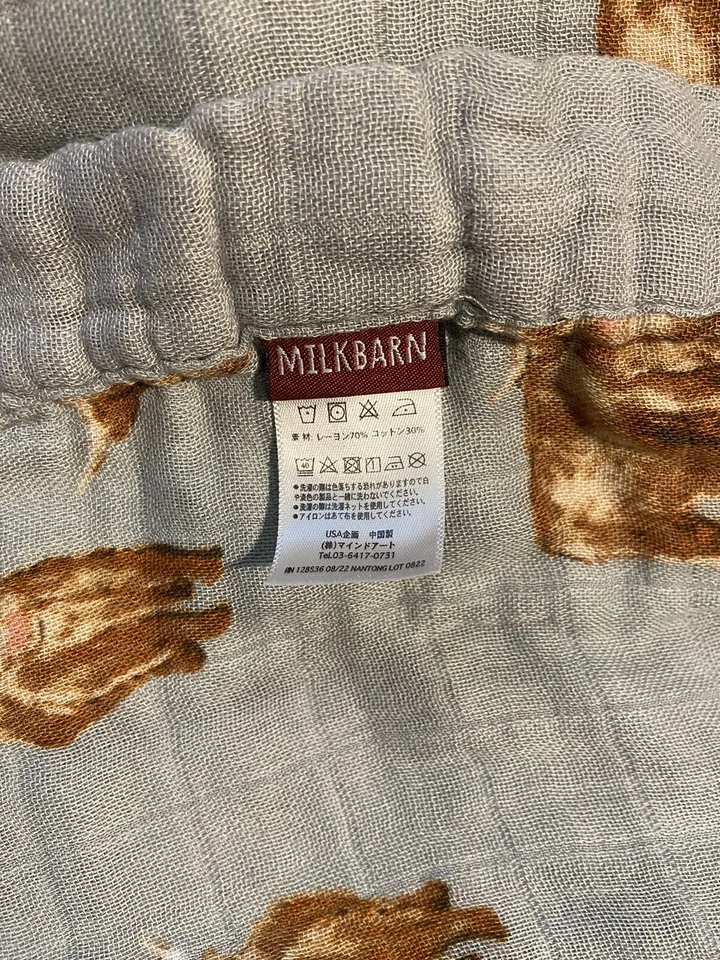 MILKBARN
素 材: レーヨン70% コットン30%
40
●洗濯の際は色落ちする恐れがありますので白
や淡色の製品と一緒に洗わないでください。
●洗濯の際は洗濯ネットを使用してください。
●アイロンはあて布を使用してください。
USA企画 中国製
(株)マインドアート
Tel.03-6417-0731
RN 128536 08/22 NANTONG LOT 0822